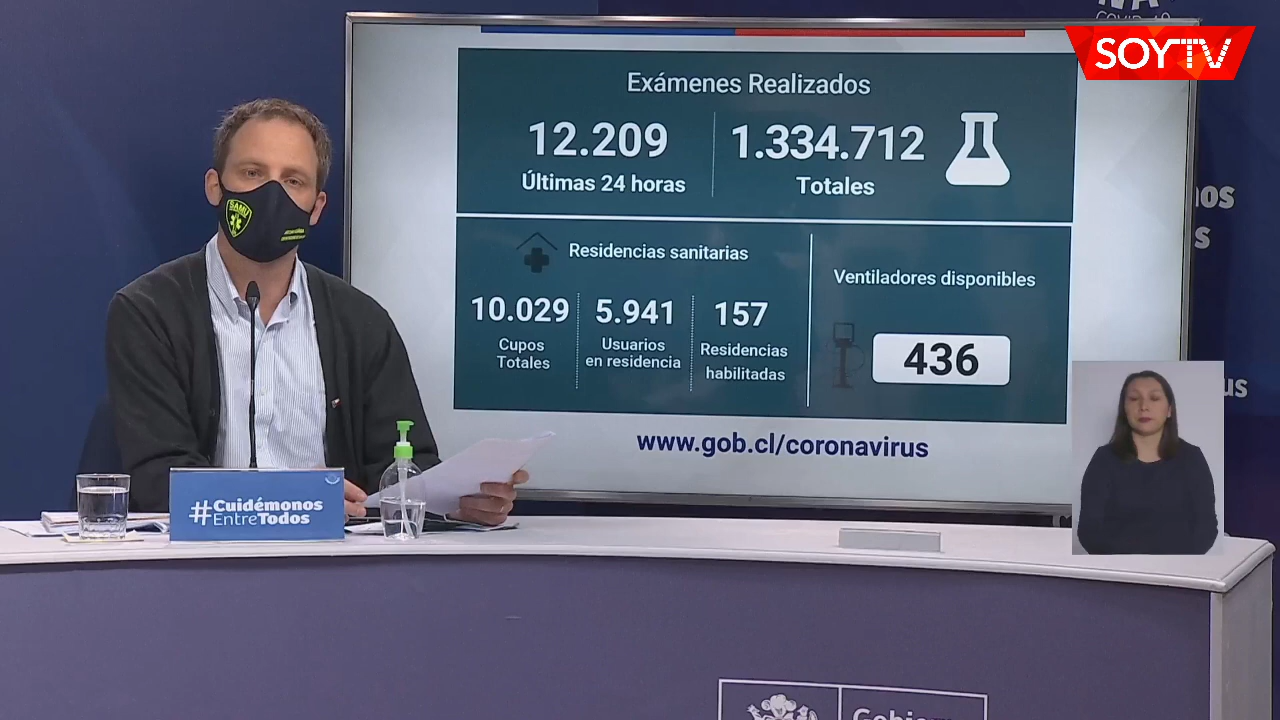 SOYTV
Exámenes Realizados
12.209
Últimas 24 horas
1.334.712
Totales
Residencias sanitarias
10.029
Cupos
Totales
5.941
Usuarios
en residencia
157
Residencias
habilitadas
Ventiladores disponibles
436
www.gob.cl/coronavirus
SAMU
#Cuidémonos
EntreTodos